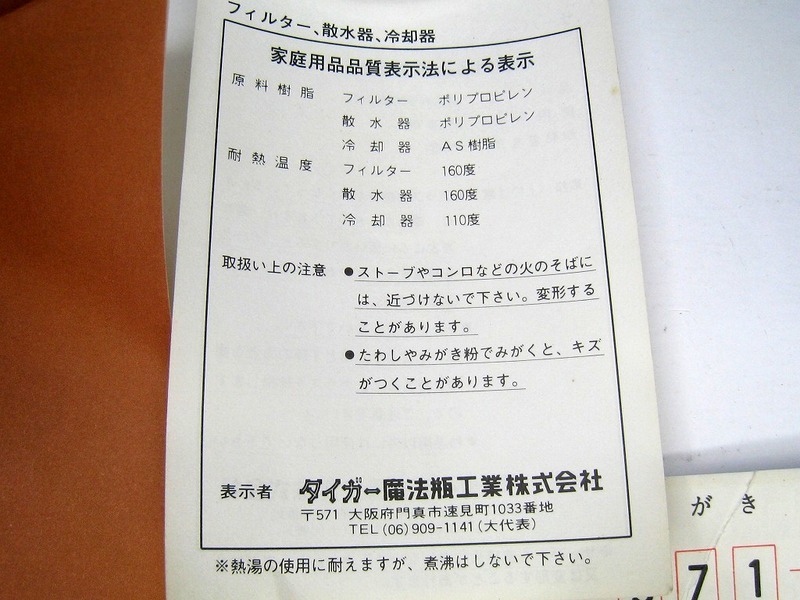 フィルター、散水器、冷却器
家庭用品品質表示法による表示
原料樹脂 フィルター ポリプロピレン
散水器 ポリプロピレン
冷却器 AS樹脂
耐熱温度 フィルター 160度
散水器 160度
冷却器 110度
取扱い上の注意 ●ストーブやコンロなどの火のそばに
は、近づけないで下さい。変形する
ことがあります。
●たわしやみがき粉でみがくと、キズ
がつくことがあります。
表示者 タイガー魔法瓶工業株式会社
〒571 大阪府門真市速見町1033番地
TEL(06)909-1141(大代表)
※熱湯の使用に耐えますが、煮沸はしないで下さい。
がき
71